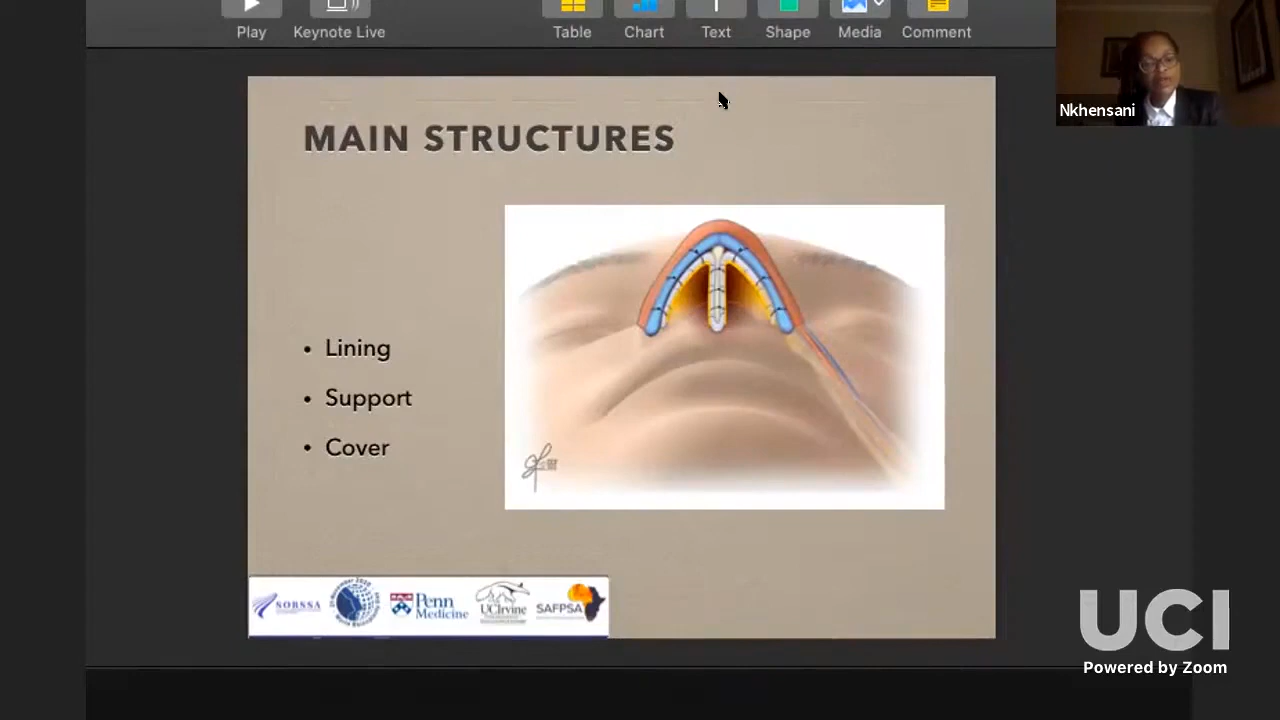 Play
Keynote Live
Table
Chart
Text
Shape
Media
Comment
Nkhensani
MAIN STRUCTURES
• Lining
• Support
• Cover
NORSSA
Penn
Medicine
UCIrvine
SAFPSA
UCI
Powered by Zoom